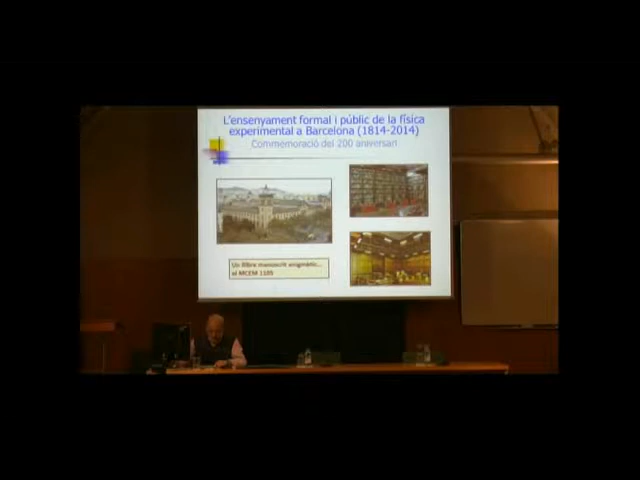 L'ensenyament formal i públic de la física
experimental a Barcelona (1814-2014)
Commemoració del 200 aniversari
Un llibre manuscrit enigmàtic...
el MCEM 1105